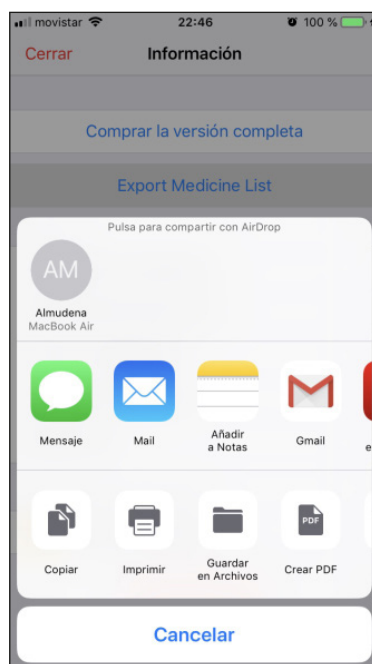 movistar 22:46 100 %
Cerrar Información
Comprar la versión completa
Export Medicine List
Pulsa para compartir con AirDrop
AM
Almudena
MacBook Air
Mensaje Mail Añadir a Notas Gmail
Copiar Imprimir Guardar en Archivos Crear PDF
PDF
Cancelar